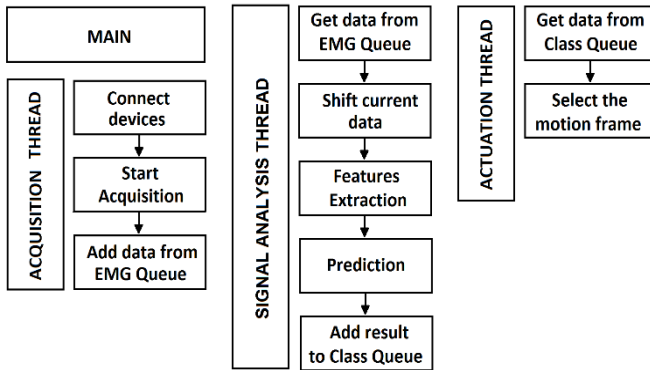 MAIN
ACQUISITION THREAD
Connect
devices
Start
Acquisition
Add data from
EMG Queue
SIGNAL ANALYSIS THREAD
Get data from
EMG Queue
Shift current
data
Features
Extraction
Prediction
Add result
to Class Queue
ACTUATION THREAD
Get data from
Class Queue
Select the
motion frame